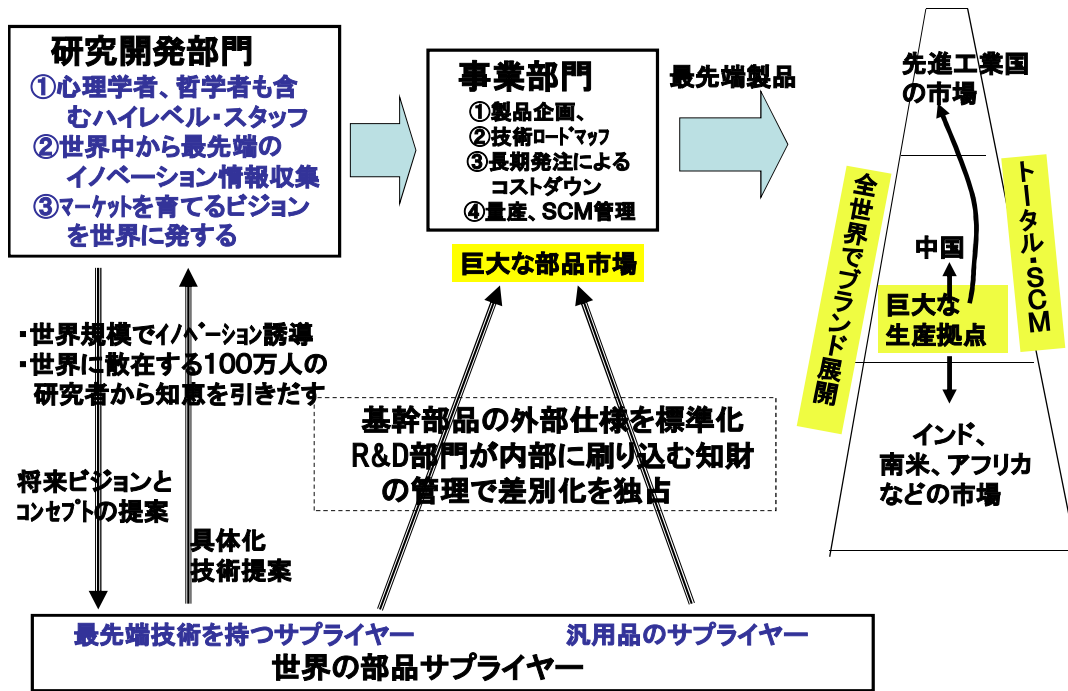 研究開発部門
①心理学者、哲学者も含
むハイレベル・スタッフ
②世界中から最先端の
イノベーション情報収集
③マーケットを育てるビジョン
を世界に発する
事業部門
①製品企画、
②技術ロードマップ
③長期発注による
コストダウン
④量産、SCM管理
巨大な部品市場
最先端製品
先進工業国
の市場
全世界でブランド展開
トータル・SCM
中国
巨大な
生産拠点
インド、
南米、アフリカ
などの市場
・世界規模でイノベーション誘導
・世界に散在する100万人の
研究者から知恵を引きだす
基幹部品の外部仕様を標準化
R&D部門が内部に刷り込む知財
の管理で差別化を独占
将来ビジョンと
コンセプトの提案
具体化
技術提案
最先端技術を持つサプライヤー
汎用品のサプライヤー
世界の部品サプライヤー